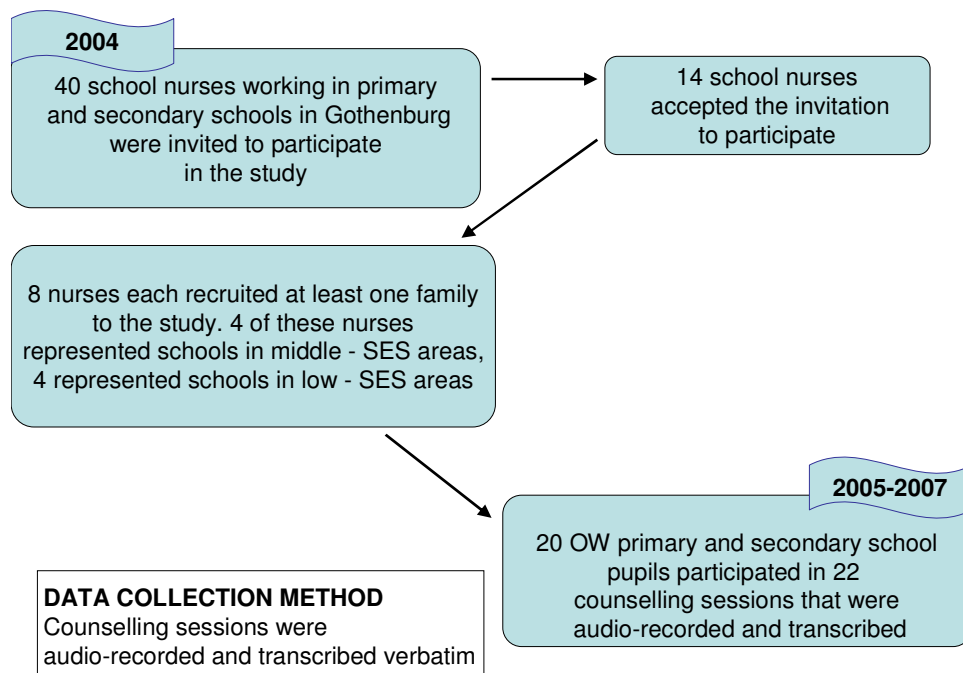 2004
40 school nurses working in primary
and secondary schools in Gothenburg
were invited to participate
in the study
14 school nurses
accepted the invitation
to participate
8 nurses each recruited at least one family
to the study. 4 of these nurses
represented schools in middle - SES areas,
4 represented schools in low - SES areas
2005-2007
20 OW primary and secondary school
pupils participated in 22
counselling sessions that were
audio-recorded and transcribed
DATA COLLECTION METHOD
Counselling sessions were
audio-recorded and transcribed verbatim